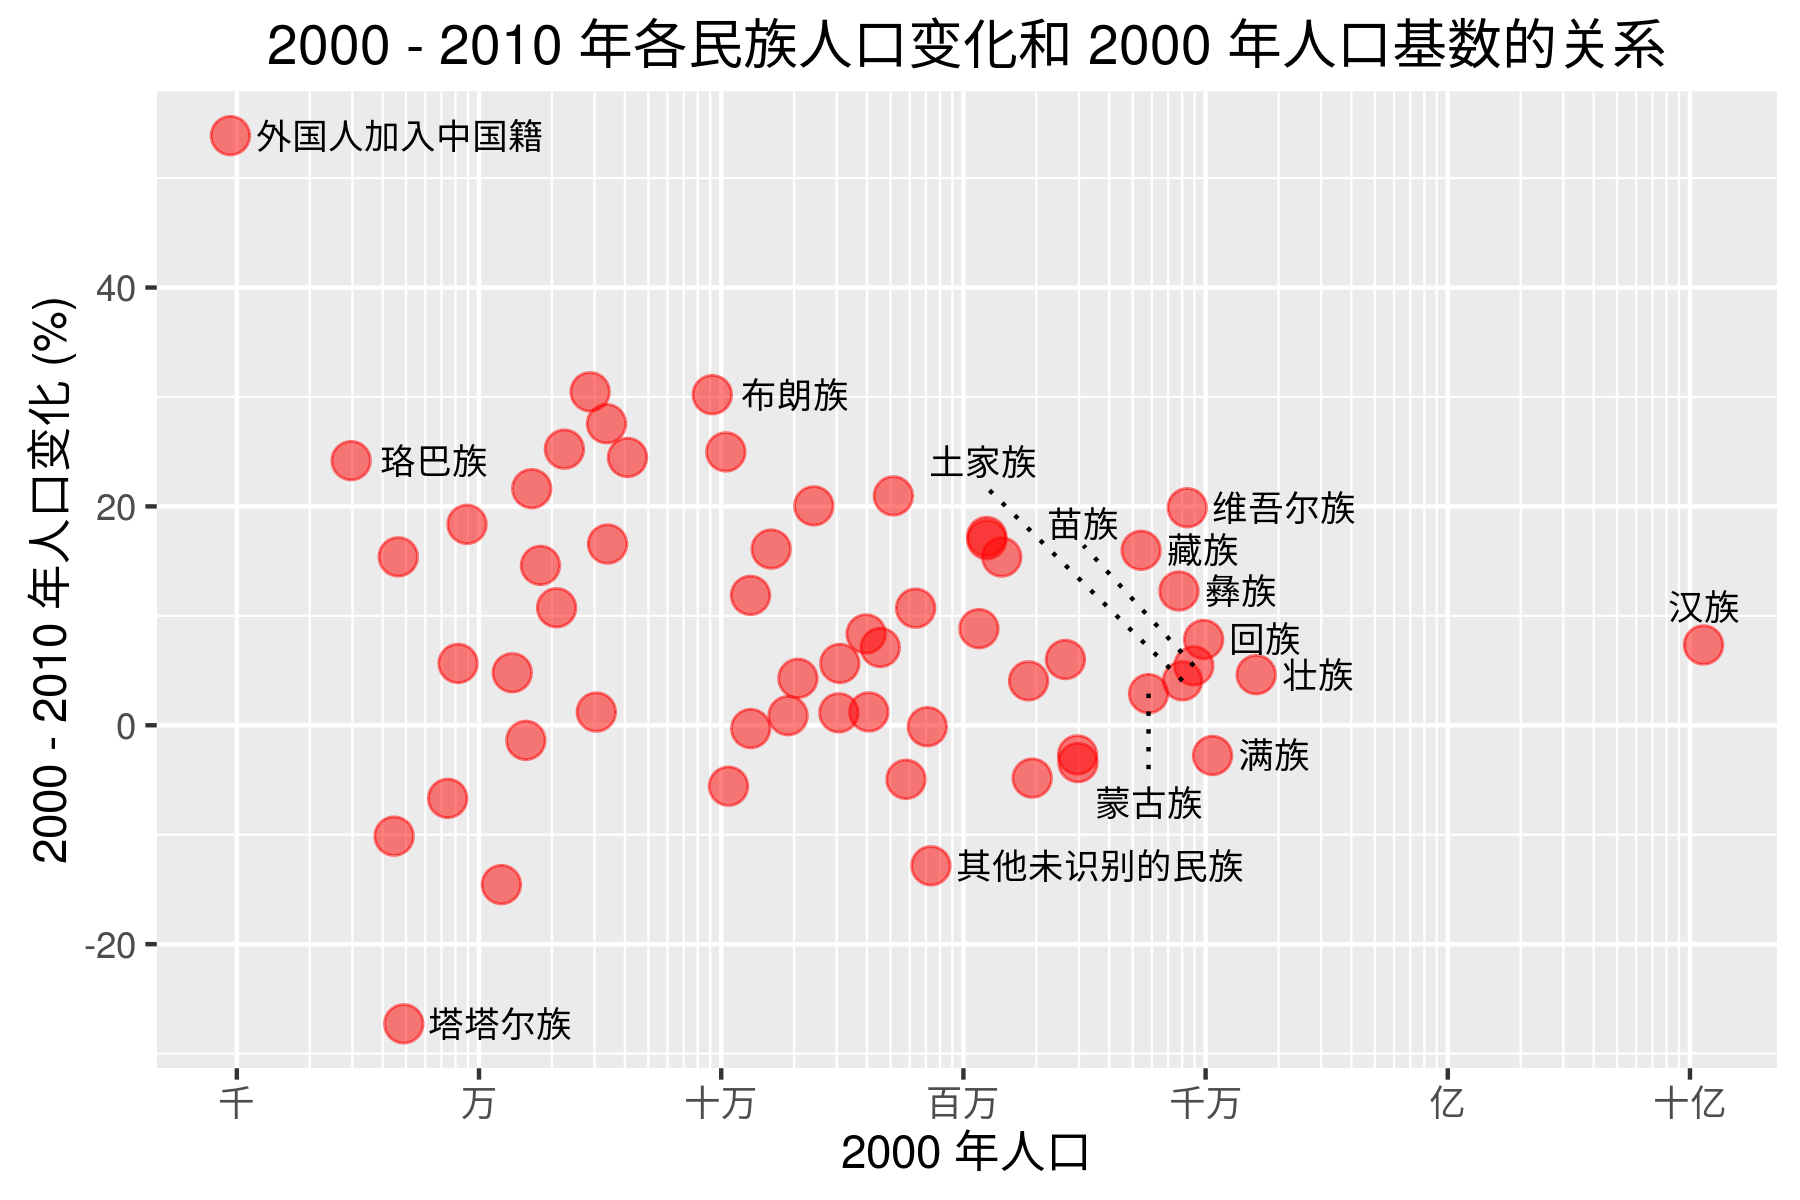 2000 - 2010 年各民族人口变化和 2000 年人口基数的关系
外国人加入中国籍
40
布朗族
珞巴族
土家族
20
维吾尔族
苗族
藏族
彝族
汉族
回族
壮族
0
满族
蒙古族
其他未识别的民族
-20
塔塔尔族
2000 - 2010 年人口变化 (%)
千
万
十万
百万
千万
亿
十亿
2000 年人口